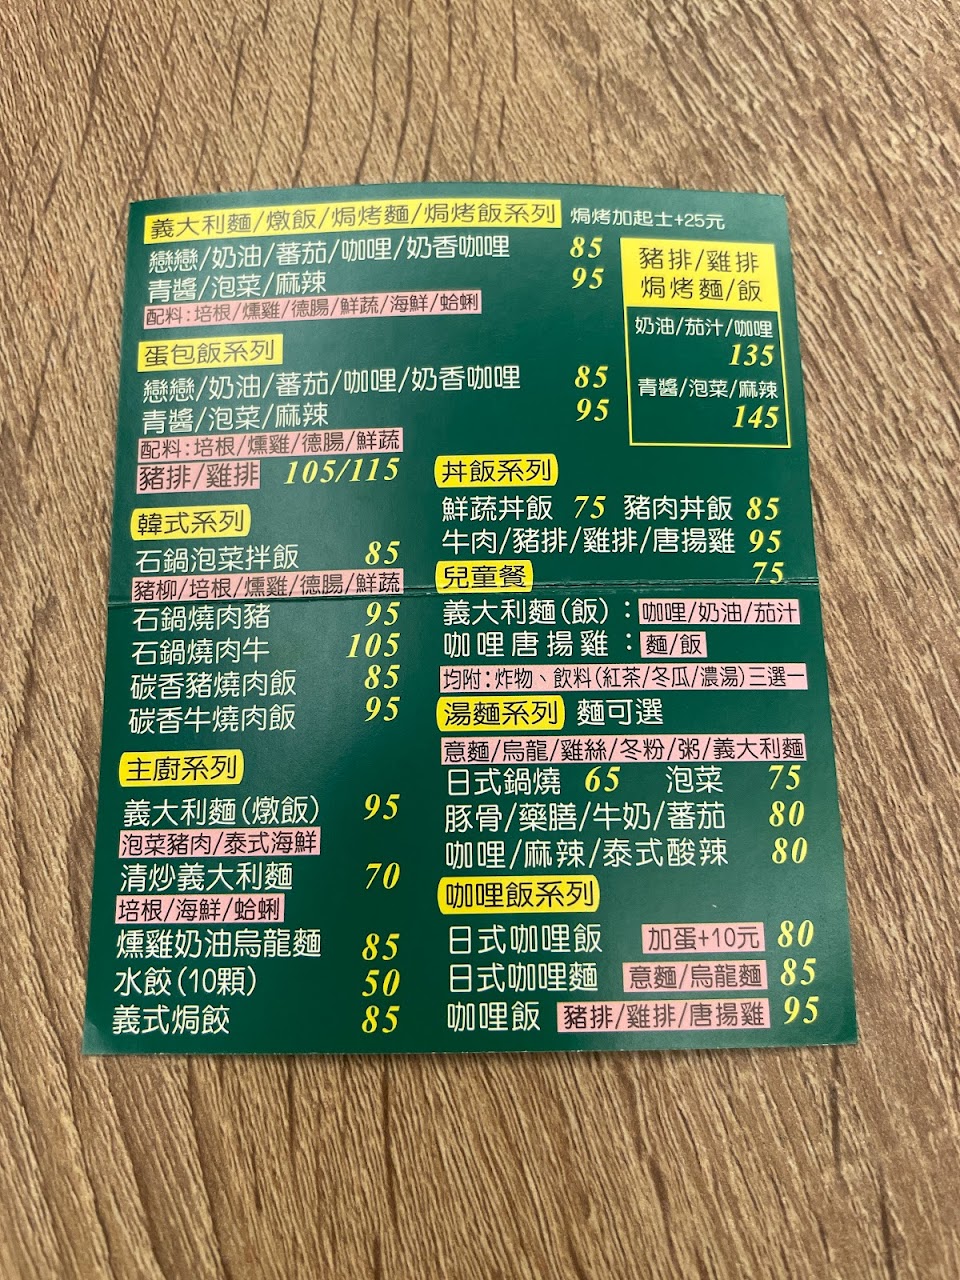 義大利麵/燉飯/焗烤麵/焗烤飯系列 焗烤加起士+25元
戀戀/奶油/蕃茄/咖哩/奶香咖哩 85
青醬/泡菜/麻辣 95
配料:培根/燻雞/德腸/鮮蔬/海鮮/蛤蜊
豬排/雞排
焗烤麵/飯
奶油/茄汁/咖哩
135
青醬/泡菜/麻辣
145
蛋包飯系列
戀戀/奶油/蕃茄/咖哩/奶香咖哩 85
青醬/泡菜/麻辣 95
配料:培根/燻雞/德腸/鮮蔬
豬排/雞排 105/115
韓式系列
石鍋泡菜拌飯 85
豬柳/培根/燻雞/德腸/鮮蔬
石鍋燒肉豬 95
石鍋燒肉牛 105
碳香豬燒肉飯 85
碳香牛燒肉飯 95
主廚系列
義大利麵(燉飯) 95
泡菜豬肉/泰式海鮮
清炒義大利麵 70
培根/海鮮/蛤蜊
燻雞奶油烏龍麵 85
水餃(10顆) 50
義式焗餃 85
丼飯系列
鮮蔬丼飯 75 豬肉丼飯 85
牛肉/豬排/雞排/唐揚雞 95
兒童餐 75
義大利麵(飯):咖哩/奶油/茄汁
咖哩唐揚雞:麵/飯
均附:炸物、飲料(紅茶/冬瓜/濃湯)三選一
湯麵系列 麵可選
意麵/烏龍/雞絲/冬粉/粥/義大利麵
日式鍋燒 65 泡菜 75
豚骨/藥膳/牛奶/蕃茄 80
咖哩/麻辣/泰式酸辣 80
咖哩飯系列
日式咖哩飯 加蛋+10元 80
日式咖哩麵 意麵/烏龍麵 85
咖哩飯 豬排/雞排/唐揚雞 95